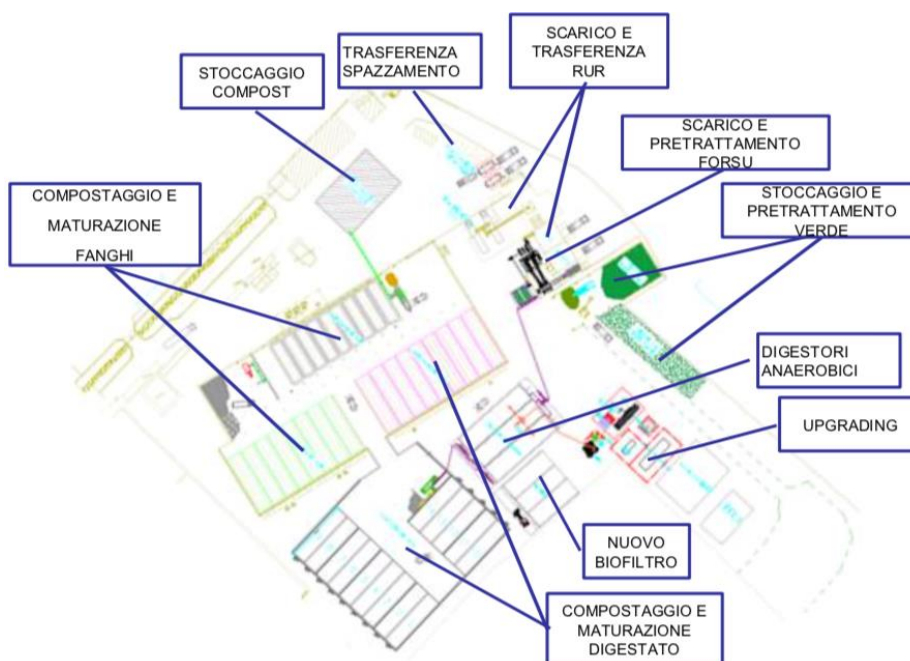 SCARICO E
TRASFERENZA
RUR
TRASFERENZA
SPAZZAMENTO
STOCCAGGIO
COMPOST
SCARICO E
PRETRATTAMENTO
FORSU
COMPOSTAGGIO E
MATURAZIONE
FANGHI
STOCCAGGIO E
PRETRATTAMENTO
VERDE
DIGESTORI
ANAEROBICI
UPGRADING
NUOVO
BIOFILTRO
COMPOSTAGGIO E
MATURAZIONE
DIGESTATO